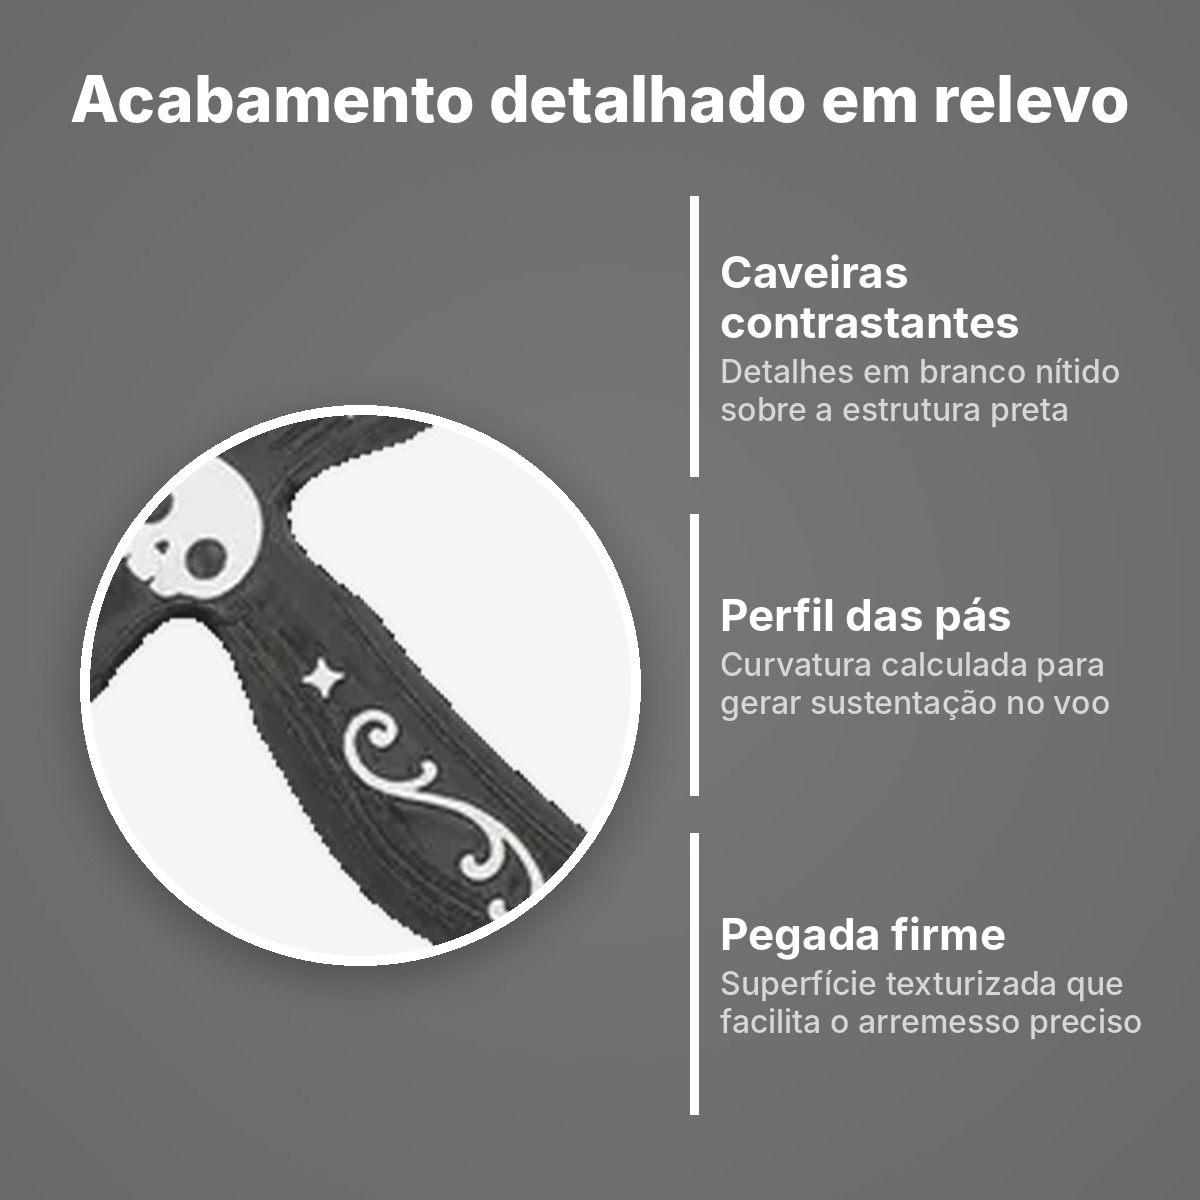 Acabamento detalhado em relevo
Caveiras
contrastantes
Detalhes em branco nítido
sobre a estrutura preta
Perfil das pás
Curvatura calculada para
gerar sustentação no voo
Pegada firme
Superfície texturizada que
facilita o arremesso preciso